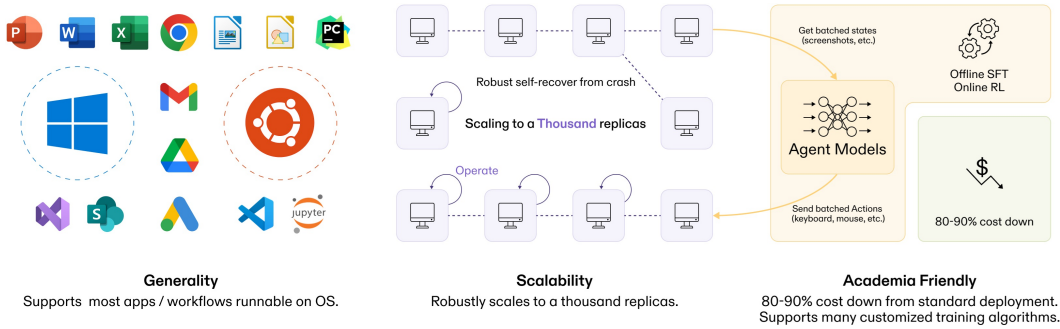 P
W
X
PC
S
jupyter
Generality
Supports most apps / workflows runnable on OS.
Robust self-recover from crash
Scaling to a Thousand replicas
Operate
Scalability
Robustly scales to a thousand replicas.
Get batched states
(screenshots, etc.)
Agent Models
Send batched Actions
(keyboard, mouse, etc.)
Offline SFT
Online RL
$
80-90% cost down
Academia Friendly
80-90% cost down from standard deployment.
Supports many customized training algorithms.